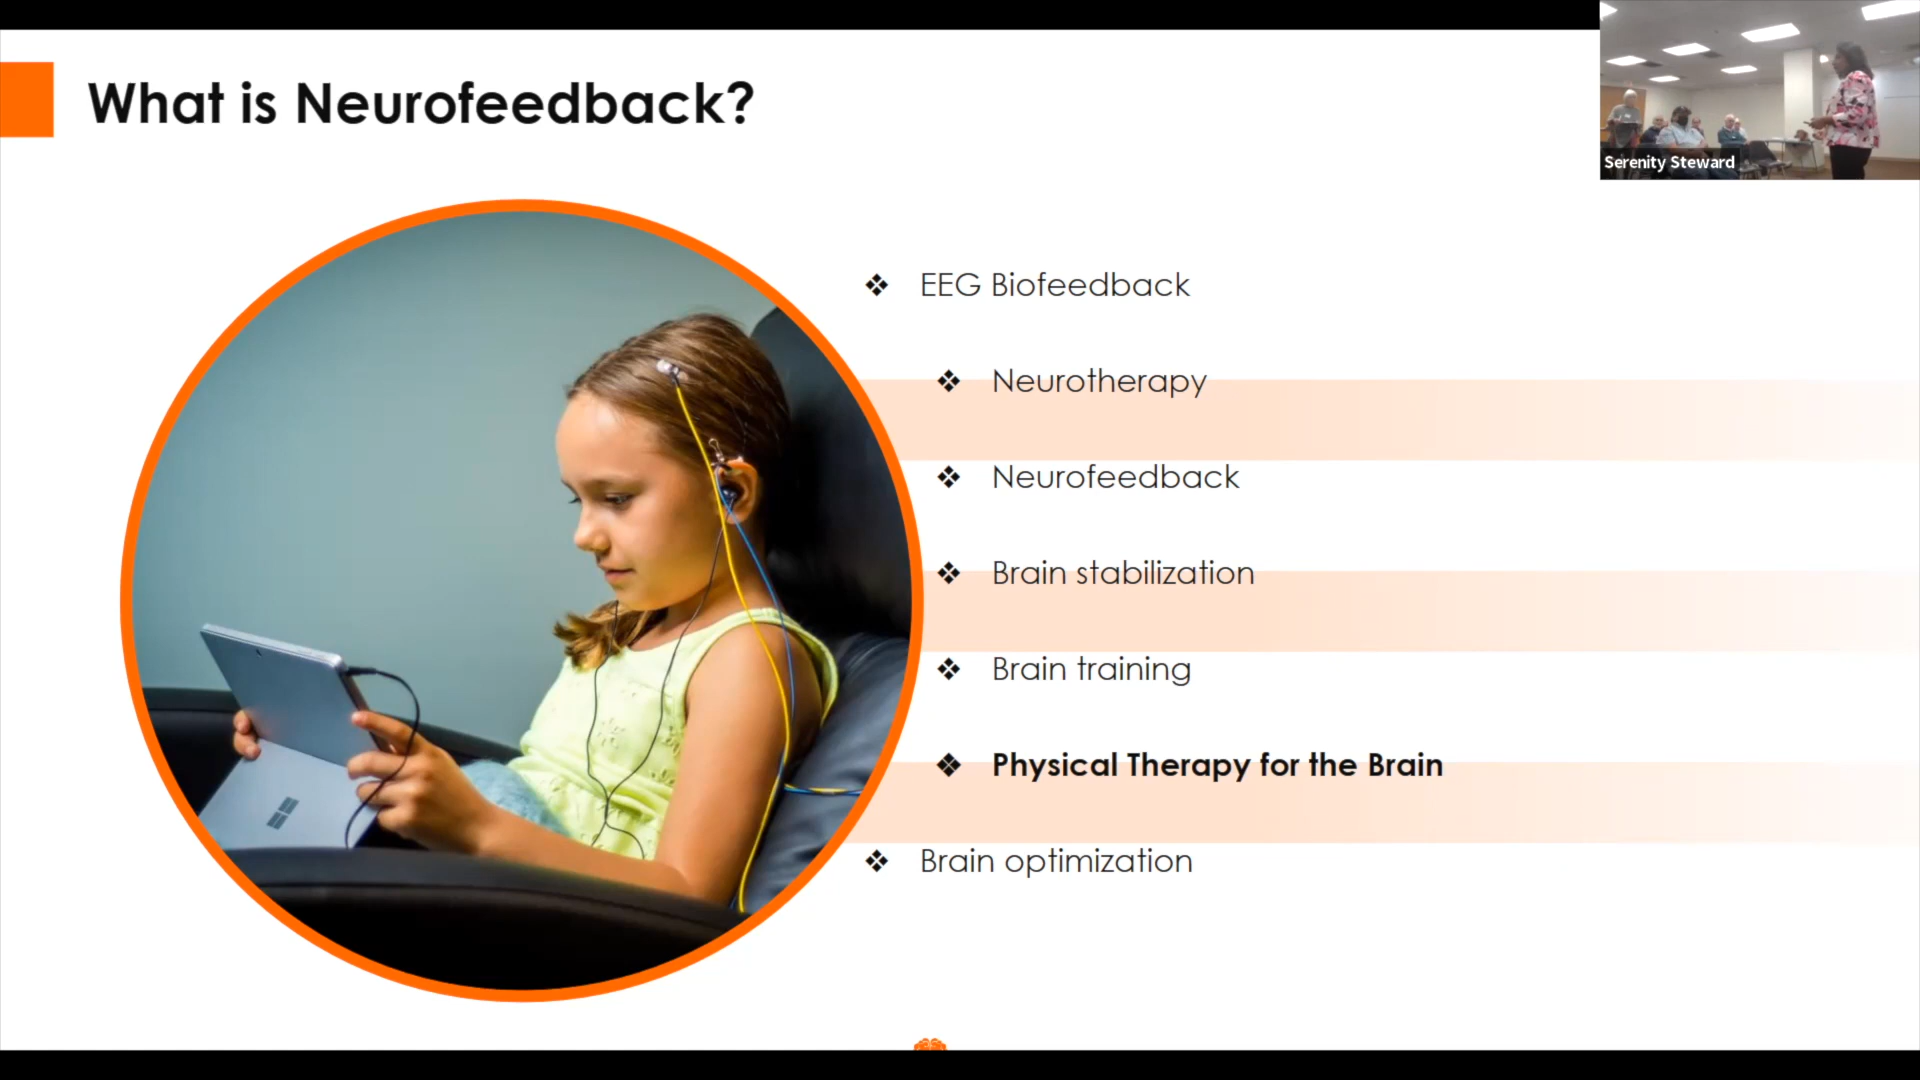 What is Neurofeedback?
Serenity Steward
❖ EEG Biofeedback
❖ Neurotherapy
❖ Neurofeedback
❖ Brain stabilization
❖ Brain training
❖ Physical Therapy for the Brain
❖ Brain optimization